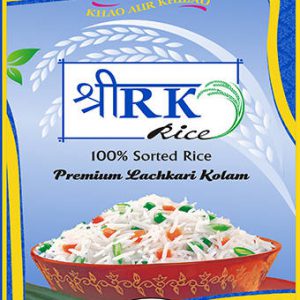 KHAO AUR KHILAO
श्रीRK
Rice
100% Sorted Rice
Premium Lachkari Kolam